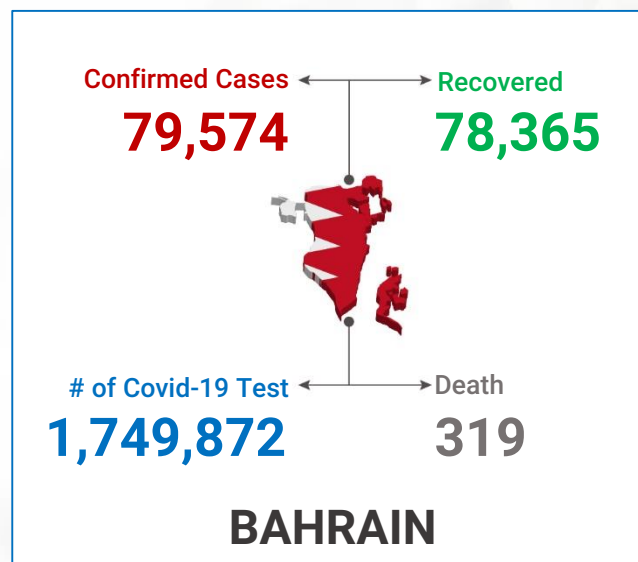 Confirmed Cases
79,574
Recovered
78,365
# of Covid-19 Test
1,749,872
Death
319
BAHRAIN